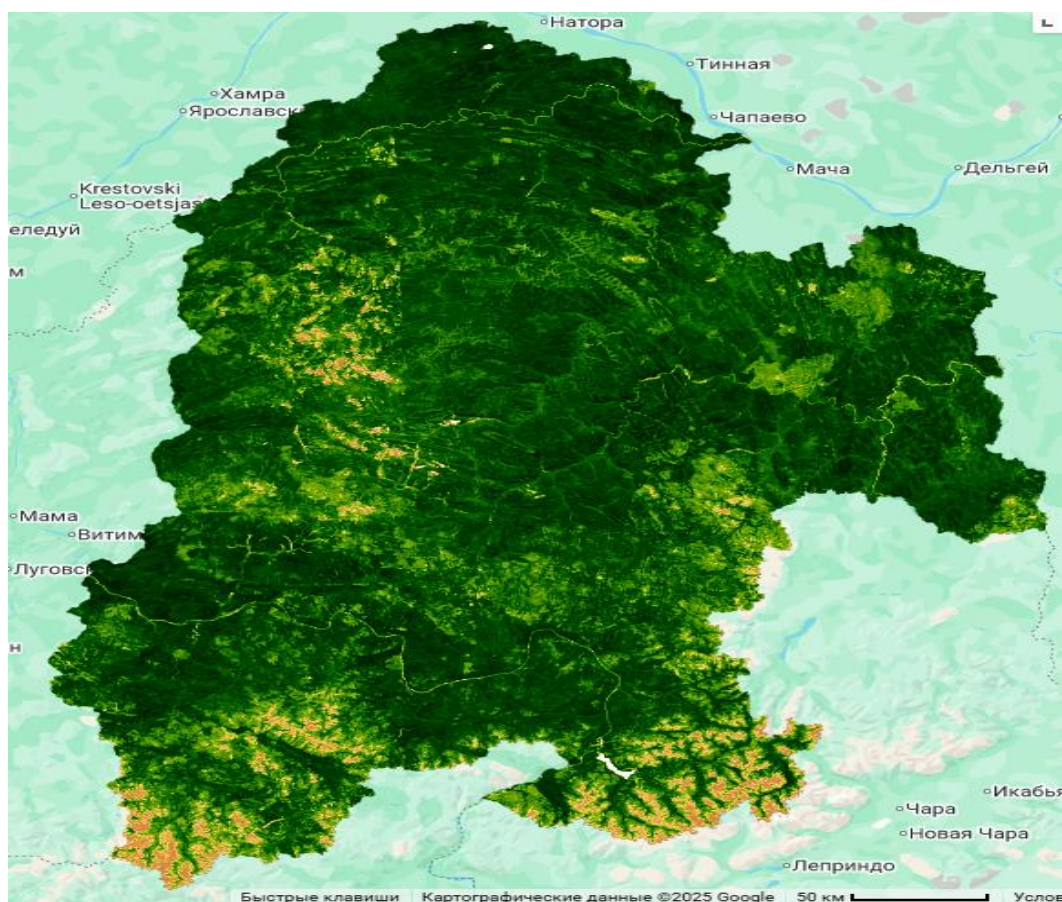 Натора
Тинная
Хамра
Ярославск
Чапаево
Мача
Дельгей
Krestovski
Leso-oetsjast
еледуй
м
Мама
Витим
Луговск
н
Икабья
Чара
Новая Чара
Леприндо
Быстрые клавиши
Картографические данные ©2025 Google
50 км
Услов